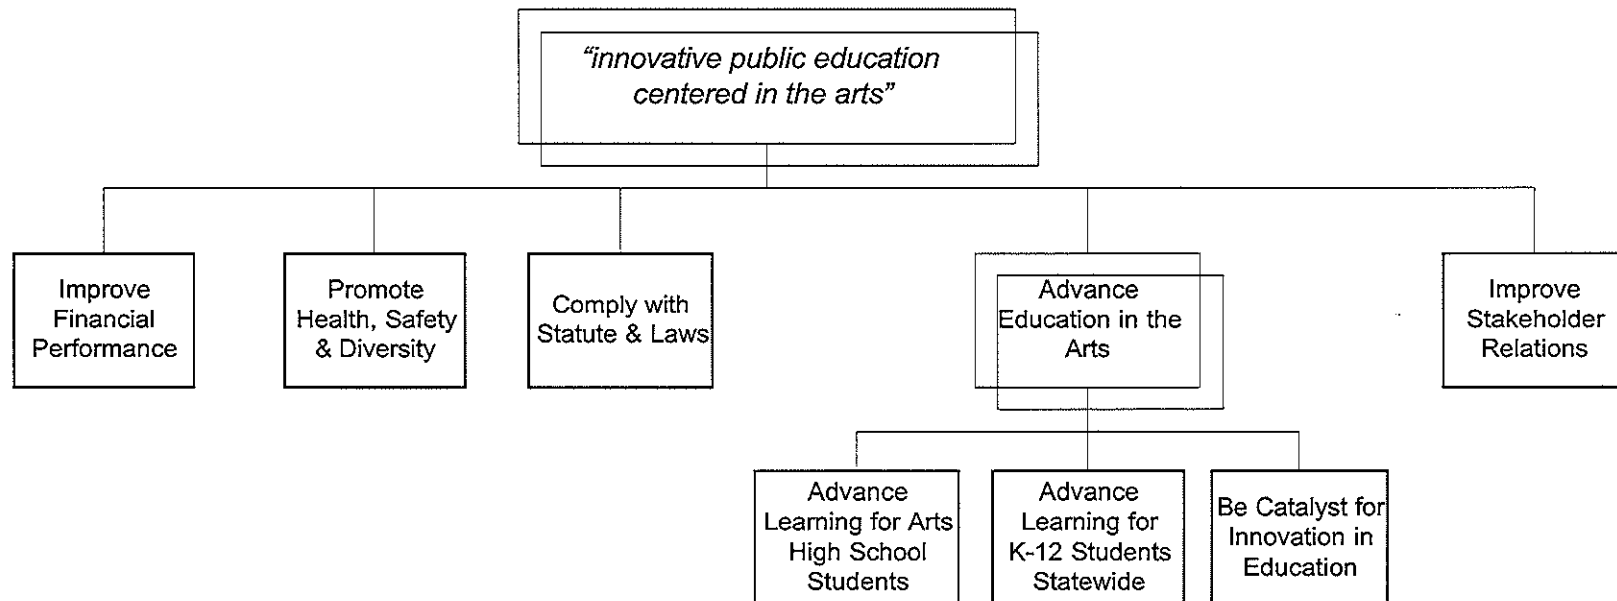 “innovative public education
centered in the arts”
Improve
Financial
Performance
Promote
Health, Safety
& Diversity
Comply with
Statute & Laws
Advance
Education in the
Arts
Improve
Stakeholder
Relations
Advance
Learning for Arts
High School
Students
Advance
Learning for
K-12 Students
Statewide
Be Catalyst for
Innovation in
Education